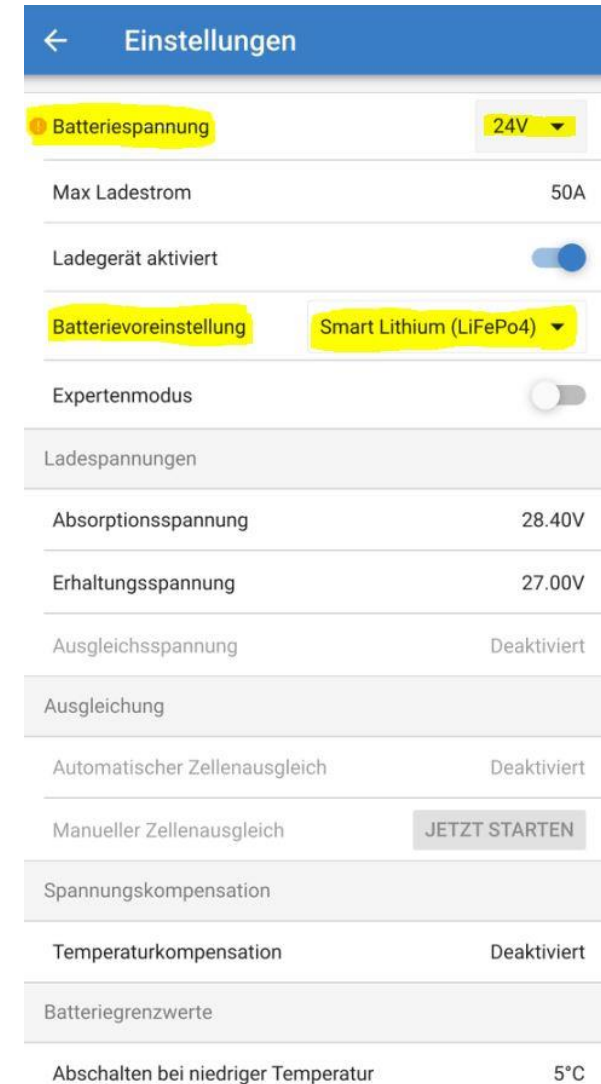 Einstellungen
Batteriespannung 24V
Max Ladestrom 50A
Ladegerät aktiviert
Batterievoreinstellung Smart Lithium (LiFePo4)
Expertenmodus
Ladespannungen
Absorptionsspannung 28.40V
Erhaltungsspannung 27.00V
Ausgleichsspannung Deaktiviert
Ausgleichung
Automatischer Zellenausgleich Deaktiviert
Manueller Zellenausgleich JETZT STARTEN
Spannungskompensation
Temperaturkompensation Deaktiviert
Batteriegrenzwerte
Abschalten bei niedriger Temperatur 5°C